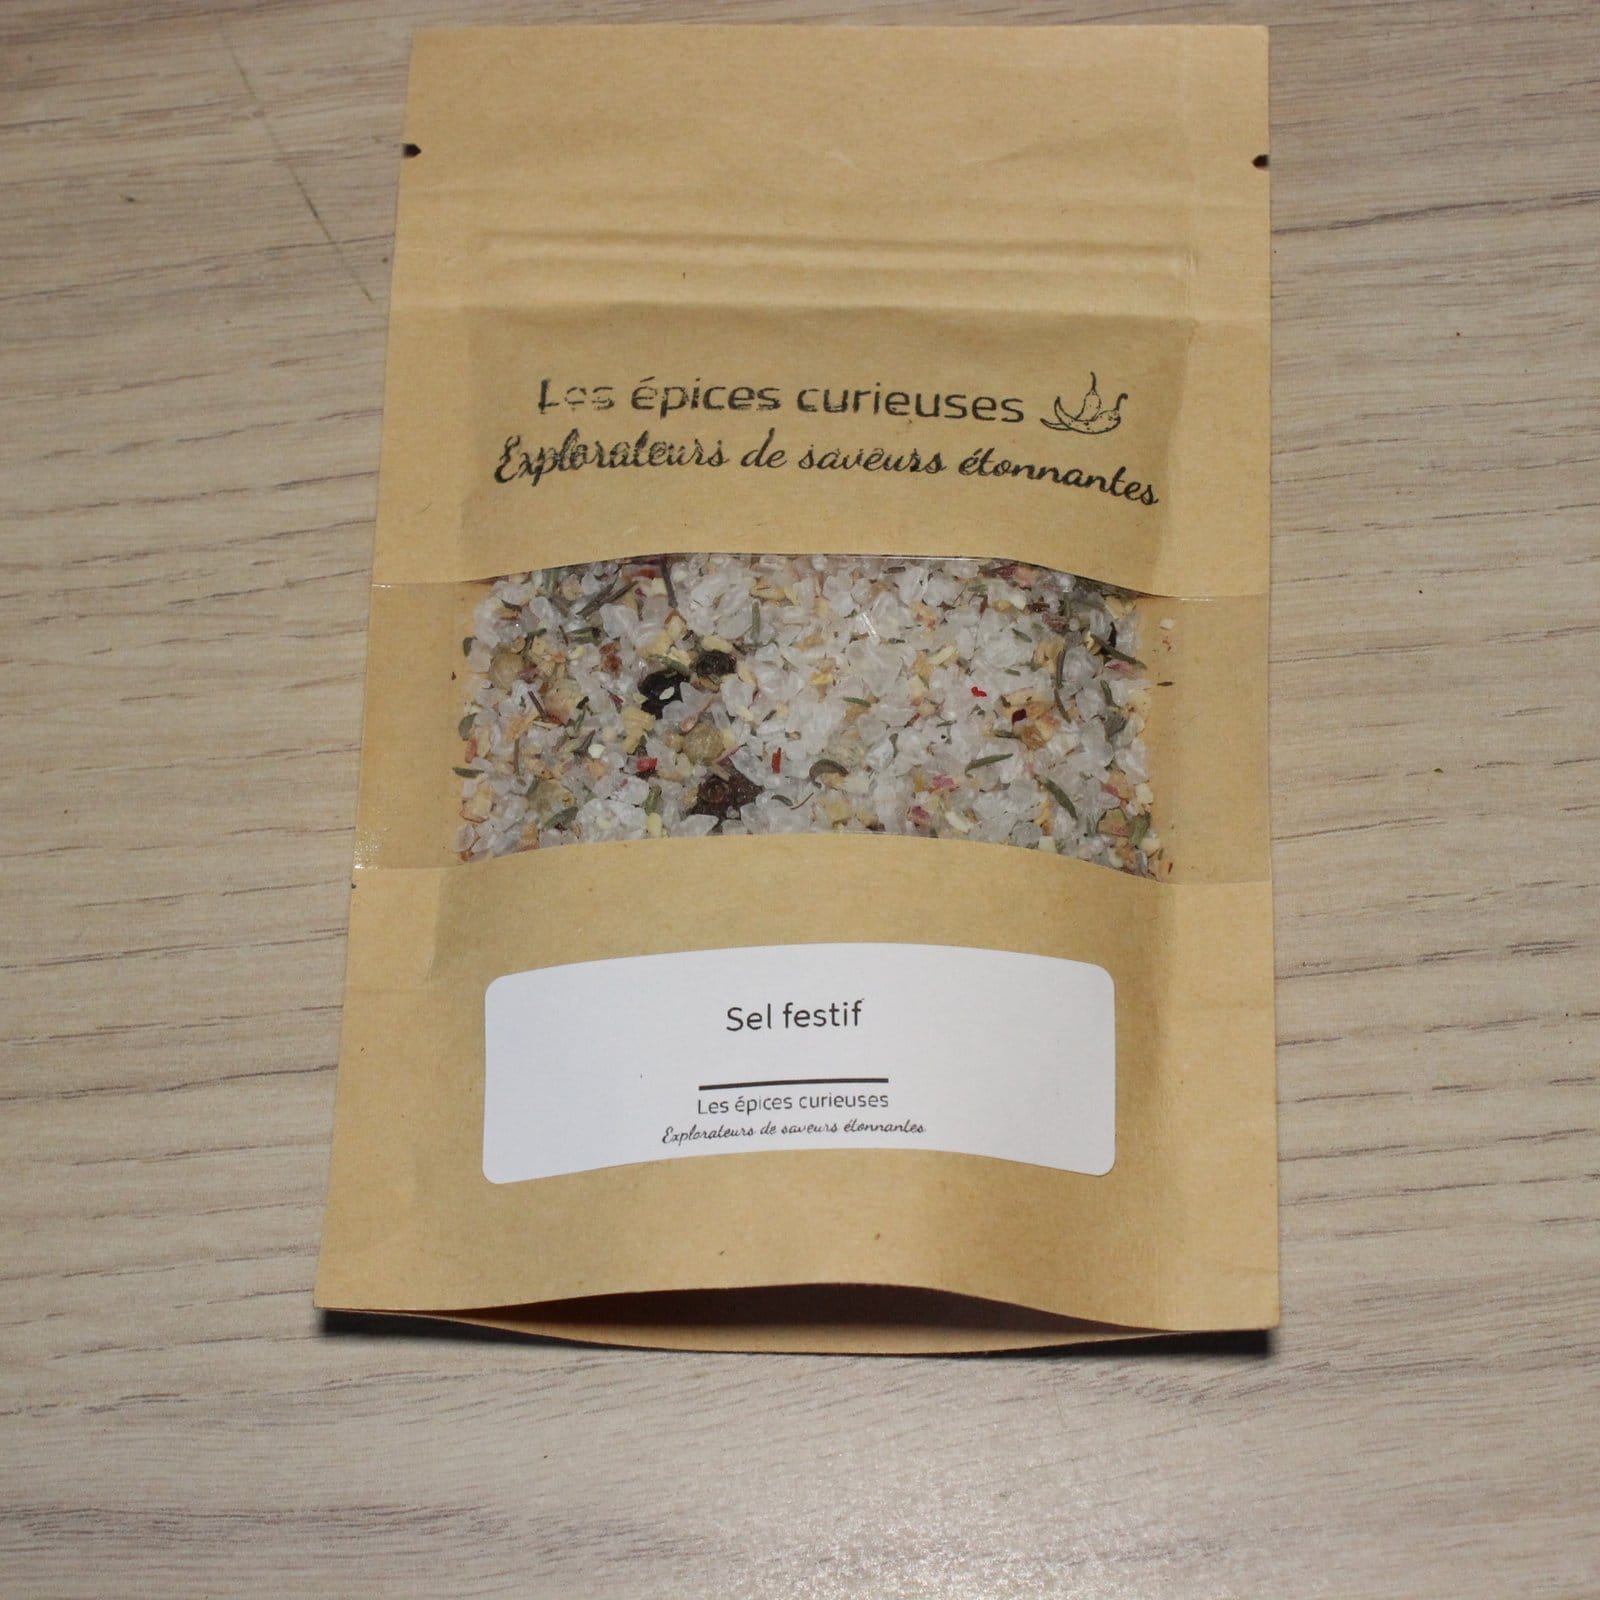 Les épices curieuses
Explorateurs de saveurs étonnantes
Sel festif
Les épices curieuses
Explorateurs de saveurs étonnantes